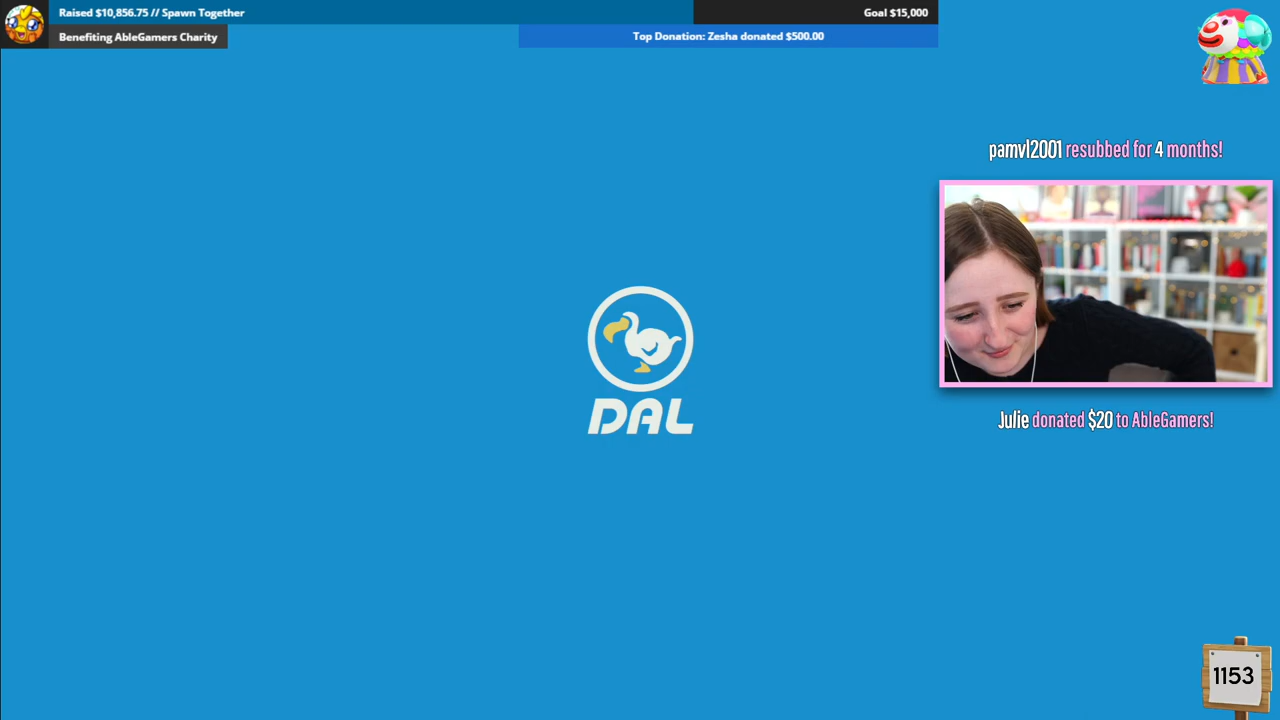 Raised $10,856.75 // Spawn Together
Goal $15,000
Benefiting AbleGamers Charity
Top Donation: Zesha donated $500.00
pamvl2001 resubbed for 4 months!
DAL
Julie donated $20 to AbleGamers!
1153